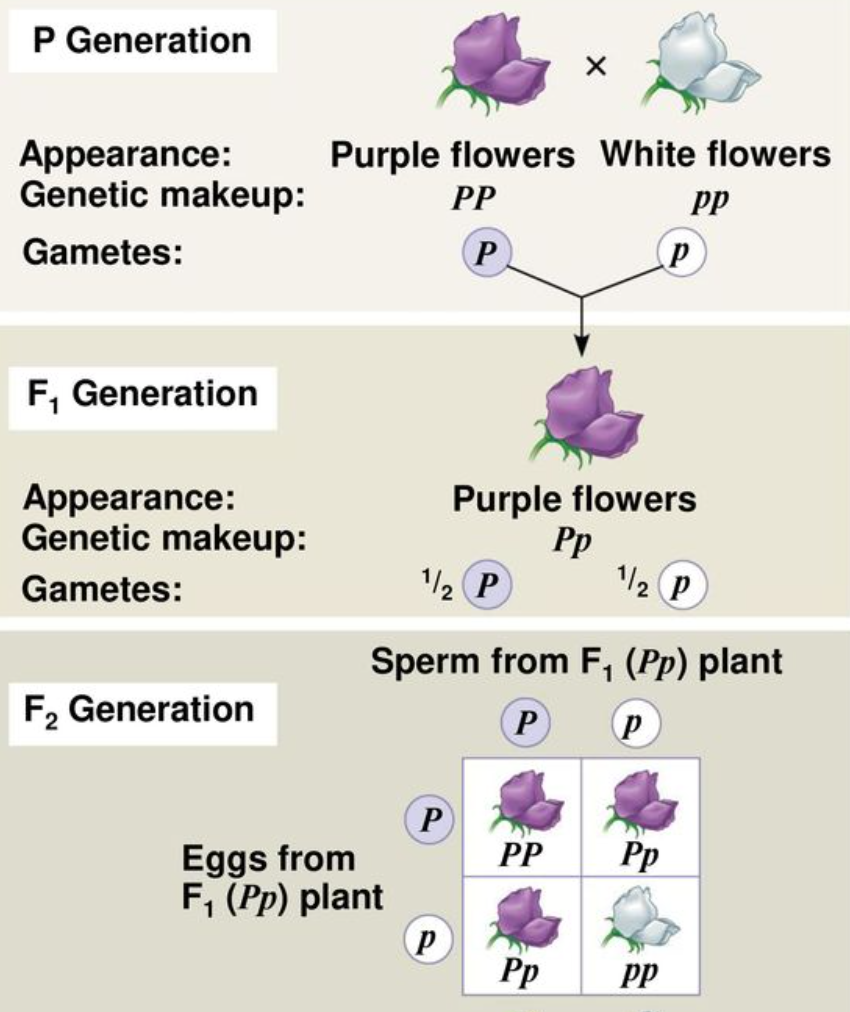 P Generation
×
Appearance: Purple flowers White flowers
Genetic makeup: PP pp
Gametes: P p
F₁ Generation
Appearance: Purple flowers
Genetic makeup: Pp
Gametes: 1/2 P 1/2 p
Sperm from F₁ (Pp) plant
F₂ Generation
P p
P
PP Pp
Eggs from
F₁ (Pp) plant
p
Pp pp